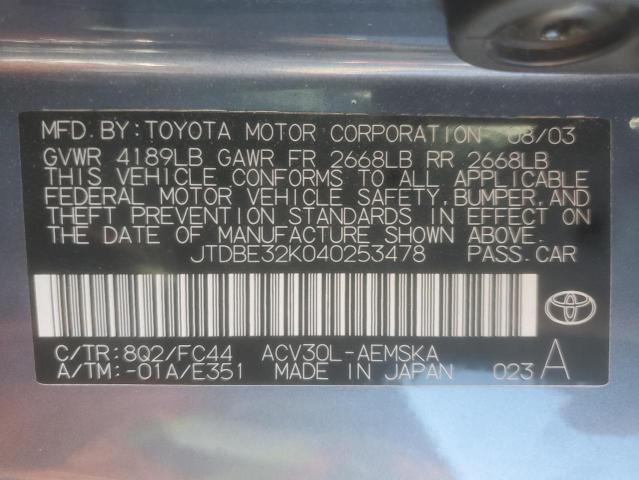 MFD. BY: TOYOTA MOTOR CORPORATION 08/03
GVWR 4189LB GAWR FR 2668LB RR 2668LB
THIS VEHICLE CONFORMS TO ALL APPLICABLE
FEDERAL MOTOR VEHICLE SAFETY, BUMPER, AND
THEFT PREVENTION STANDARDS IN EFFECT ON
THE DATE OF MANUFACTURE SHOWN ABOVE.
JTDBE32K040253478 PASS. CAR
C/TR: 8Q2/FC44 ACV30L-AEMSKA
A/TM: -01A/E351 MADE IN JAPAN 023 A